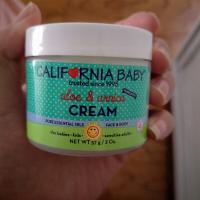 CALIFORNIA BABY
trusted since 1995
aloe & arnica
CREAM
PURE ESSENTIAL OILS FACE & BODY
• for babies • kids • sensitive adults •
NET WT 57 g / 2 Oz.